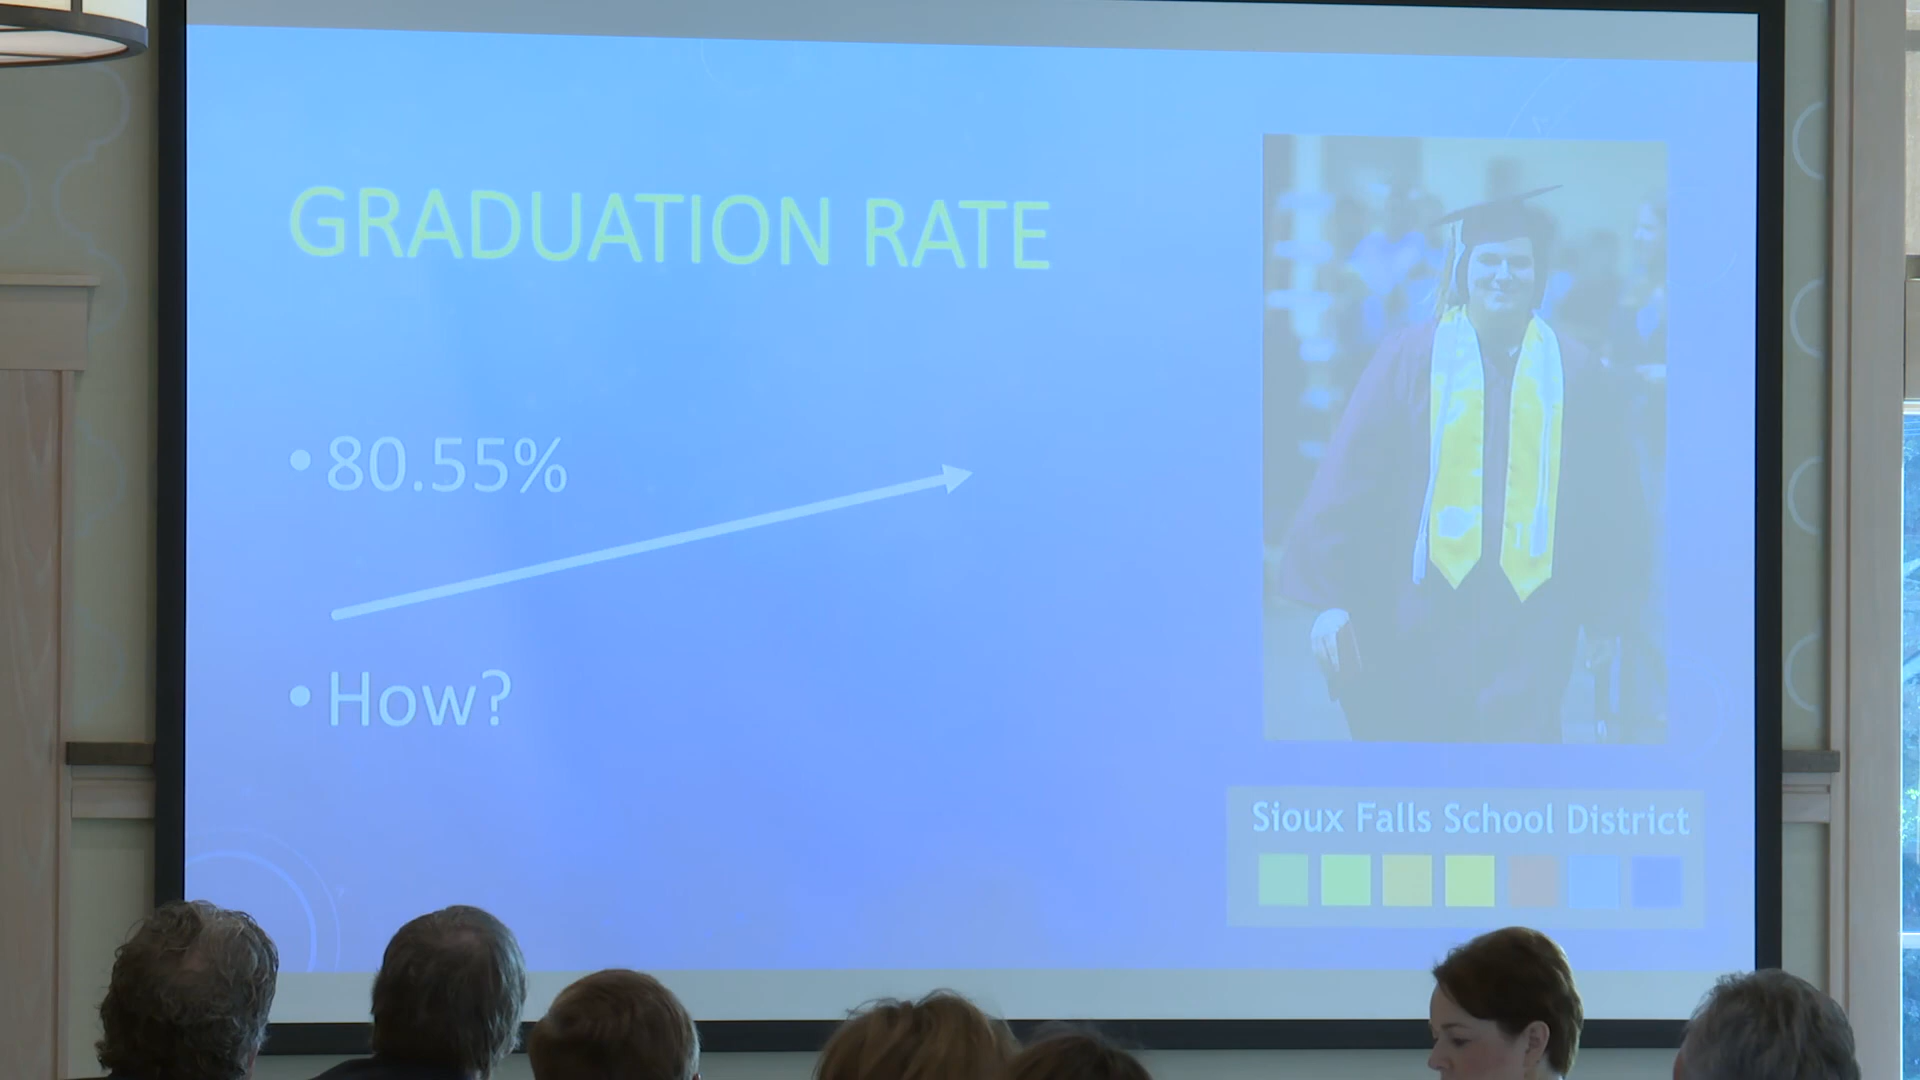 GRADUATION RATE
• 80.55%
• How?
Sioux Falls School District